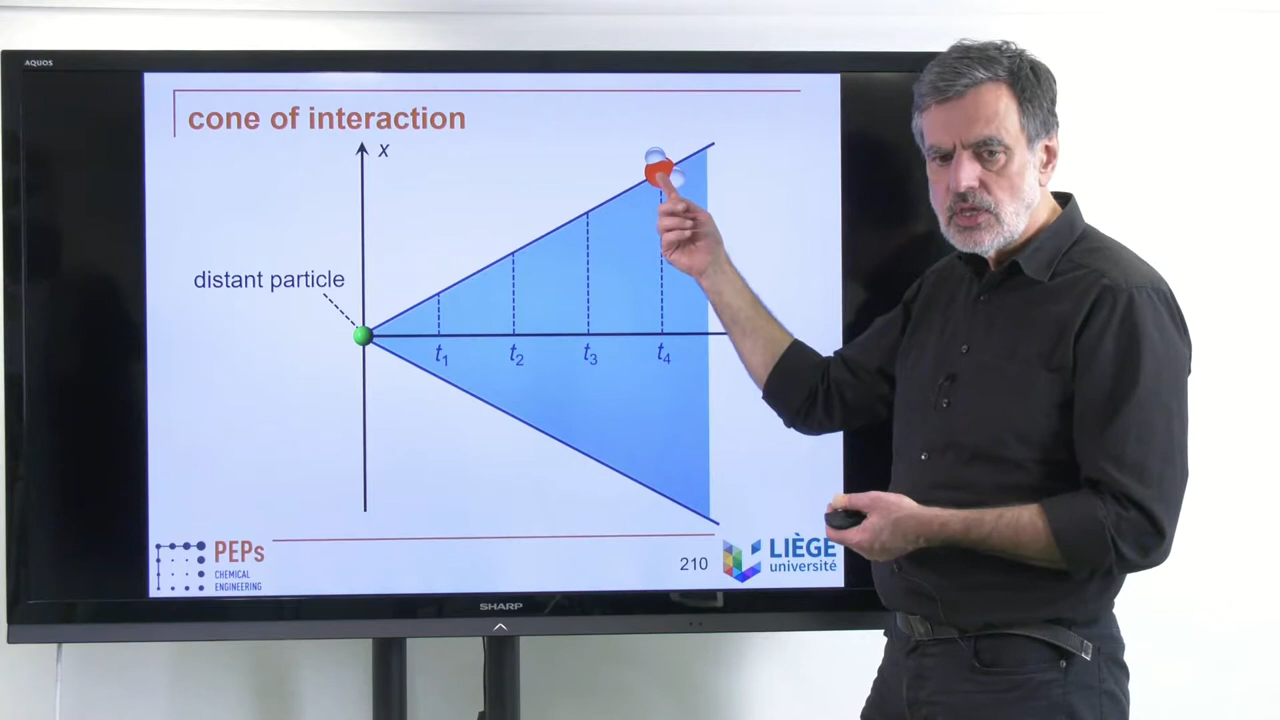 AQUOS
cone of interaction
x
distant particle
t₁ t₂ t₃ t₄
PEPs
CHEMICAL
ENGINEERING
210
LIÈGE
université
SHARP